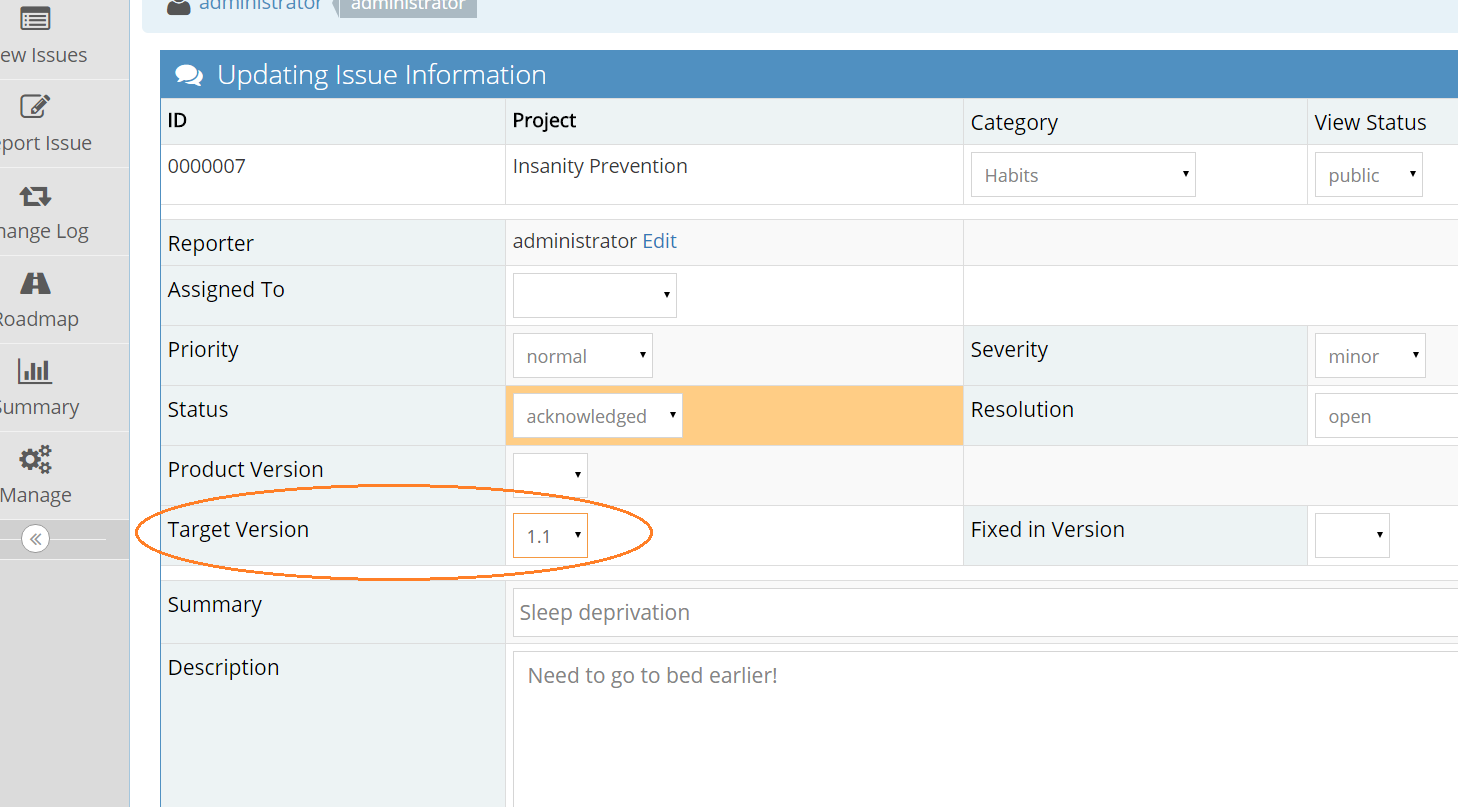 administrator administrator
ew Issues
port Issue
hange Log
Roadmap
Summary
Manage
Updating Issue Information
ID Project Category View Status
0000007 Insanity Prevention Habits public
Reporter administrator Edit
Assigned To
Priority normal Severity minor
Status acknowledged Resolution open
Product Version
Target Version 1.1 Fixed in Version
Summary Sleep deprivation
Description Need to go to bed earlier!